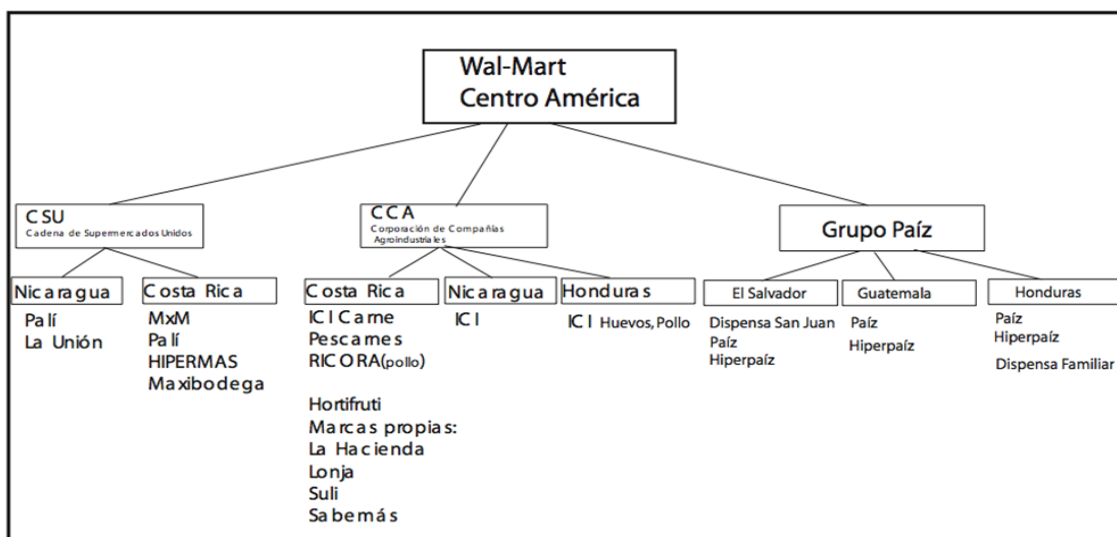 Wal-Mart
Centro América
CSU
Cadena de Supermercados Unidos
CCA
Corporación de Compañías
Agroindustriales
Grupo Paíz
Nicaragua
Palí
La Unión
Costa Rica
MxM
Palí
HIPERMAS
Maxibodega
Costa Rica
ICI Carne
Pescarnes
RICORA(pollo)
Hortifruti
Marcas propias:
La Hacienda
Lonja
Suli
Sabemás
Nicaragua
ICI
Honduras
ICI Huevos, Pollo
El Salvador
Dispensa San Juan
Paíz
Hiperpaíz
Guatemala
Paíz
Hiperpaíz
Honduras
Paíz
Hiperpaíz
Dispensa Familiar